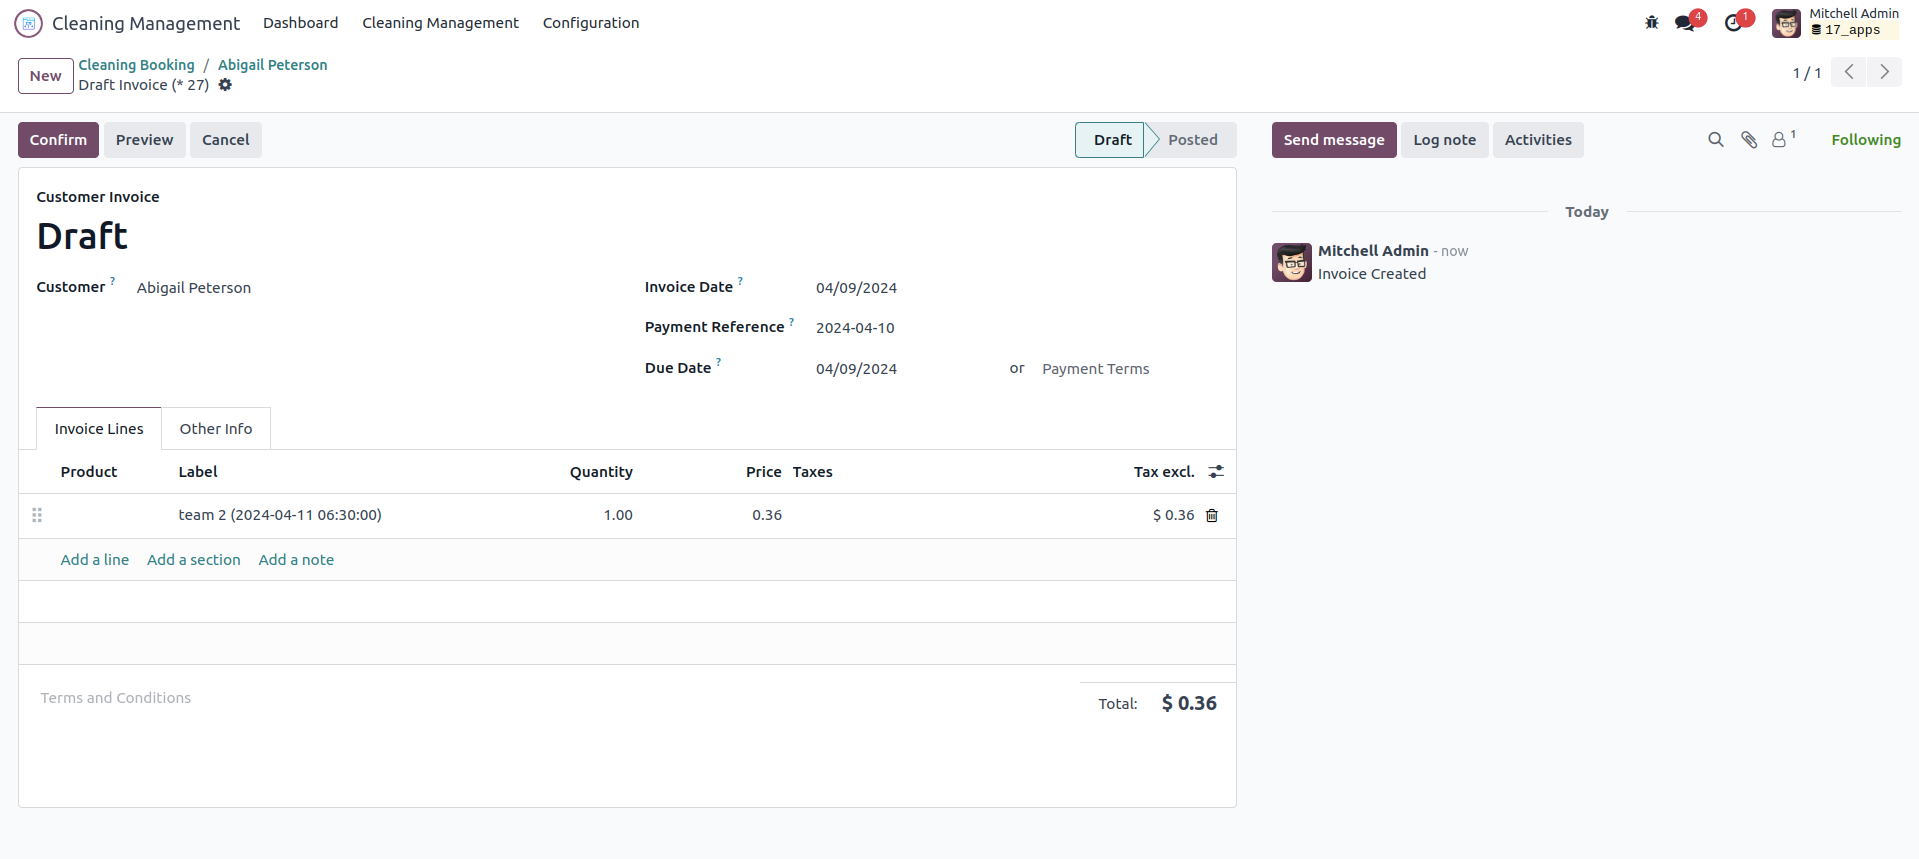 Cleaning Management Dashboard Cleaning Management Configuration 4 1 Mitchell Admin
17_apps
New Cleaning Booking / Abigail Peterson
Draft Invoice (* 27) 1 / 1
Confirm Preview Cancel Draft Posted Send message Log note Activities 1 Following
Customer Invoice
Draft
Customer ? Abigail Peterson
Invoice Date ? 04/09/2024
Payment Reference ? 2024-04-10
Due Date ? 04/09/2024 or Payment Terms
Invoice Lines Other Info
Product Label Quantity Price Taxes Tax excl.
team 2 (2024-04-11 06:30:00) 1.00 0.36 $ 0.36
Add a line Add a section Add a note
Terms and Conditions
Total: $ 0.36
Today
Mitchell Admin - now
Invoice Created